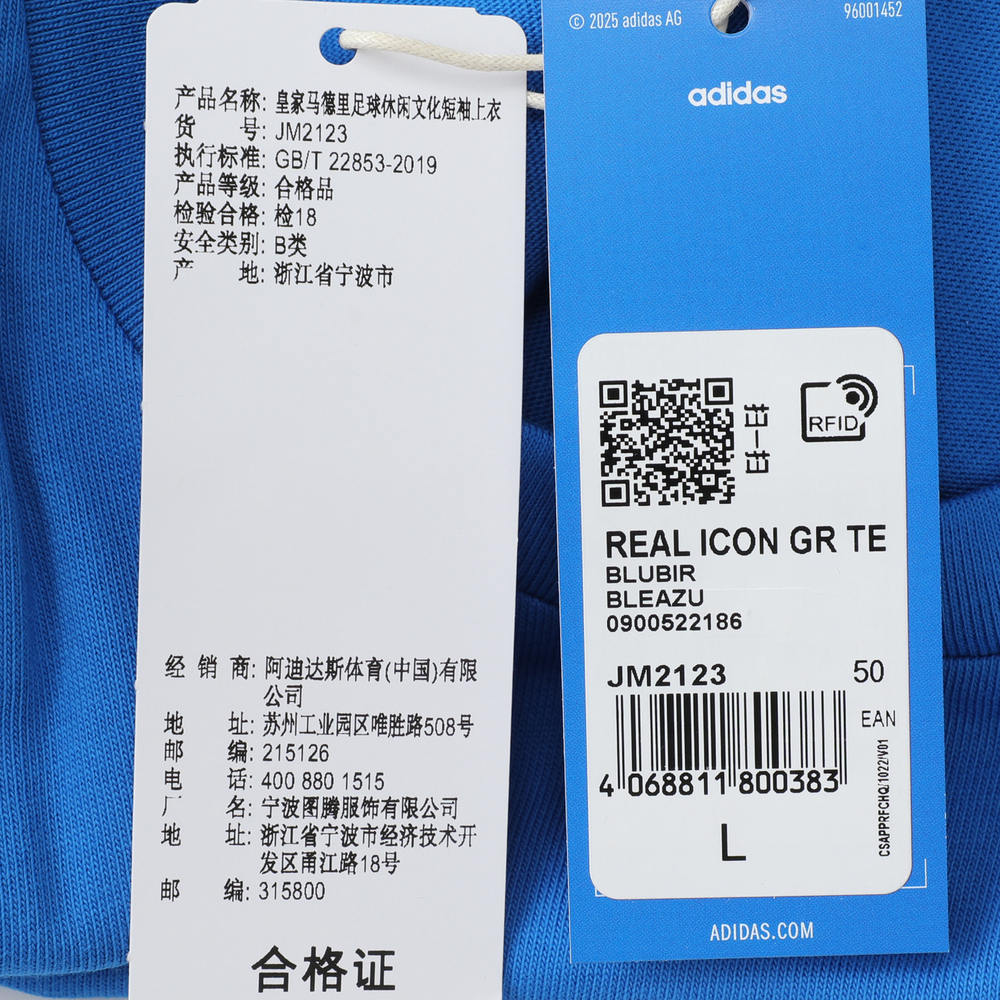 产品名称: 皇家马德里足球休闲文化短袖上衣
货 号: JM2123
执行标准: GB/T 22853-2019
产品等级: 合格品
检验合格: 检18
安全类别: B类
产 地: 浙江省宁波市
经 销 商: 阿迪达斯体育(中国)有限
公司
地 址: 苏州工业园区唯胜路508号
邮 编: 215126
电 话: 400 880 1515
厂 名: 宁波图腾服饰有限公司
地 址: 浙江省宁波市经济技术开
发区甬江路18号
邮 编: 315800
合格证
© 2025 adidas AG
96001452
adidas
扫一扫
RFID
REAL ICON GR TE
BLUBIR
BLEAZU
0900522186
JM2123 50
EAN
4 068811 800383
CSAPPRFCHQ/1022/V01
L
ADIDAS.COM